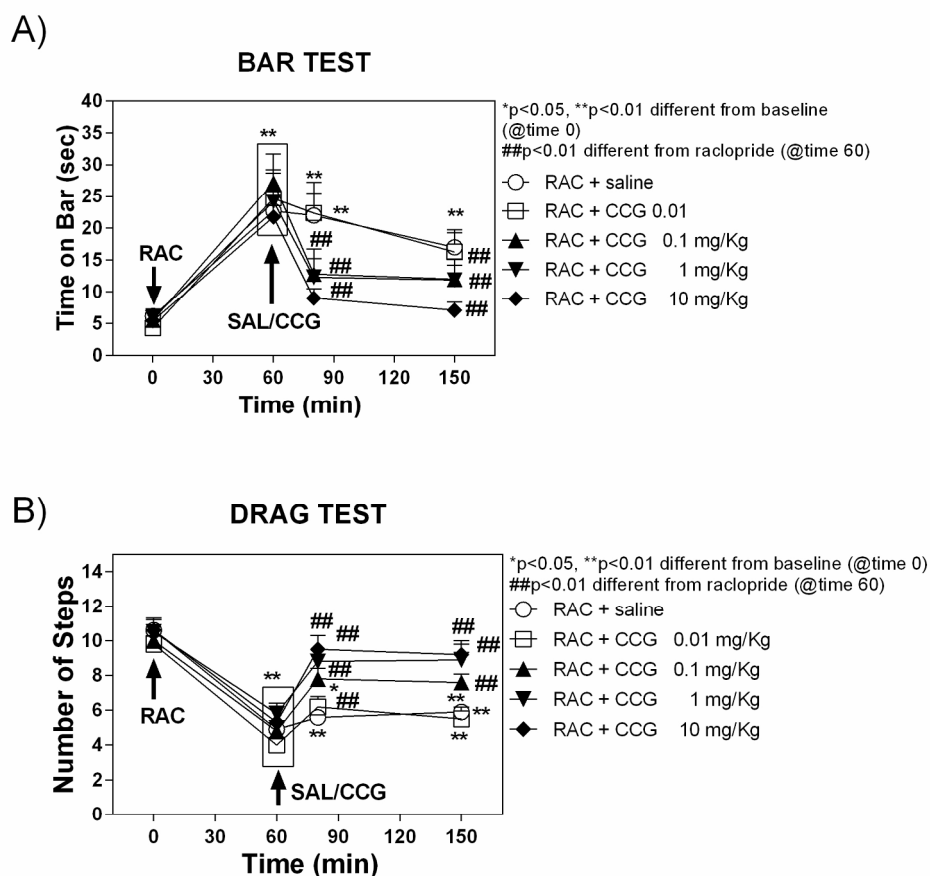 A)
BAR TEST
Time on Bar (sec)
40
35
30
25
20
15
10
5
0
0 30 60 90 120 150
Time (min)
RAC
SAL/CCG
**
**
**
**
##
##
##
##
##
##
*p<0.05, **p<0.01 different from baseline
(@time 0)
##p<0.01 different from raclopride (@time 60)
RAC + saline
RAC + CCG 0.01
RAC + CCG 0.1 mg/Kg
RAC + CCG 1 mg/Kg
RAC + CCG 10 mg/Kg
B)
DRAG TEST
Number of Steps
14
12
10
8
6
4
2
0
0 30 60 90 120 150
Time (min)
RAC
SAL/CCG
**
##
##
##
*
##
**
##
##
##
**
**
**
*p<0.05, **p<0.01 different from baseline (@time 0)
##p<0.01 different from raclopride (@time 60)
RAC + saline
RAC + CCG 0.01 mg/Kg
RAC + CCG 0.1 mg/Kg
RAC + CCG 1 mg/Kg
RAC + CCG 10 mg/Kg